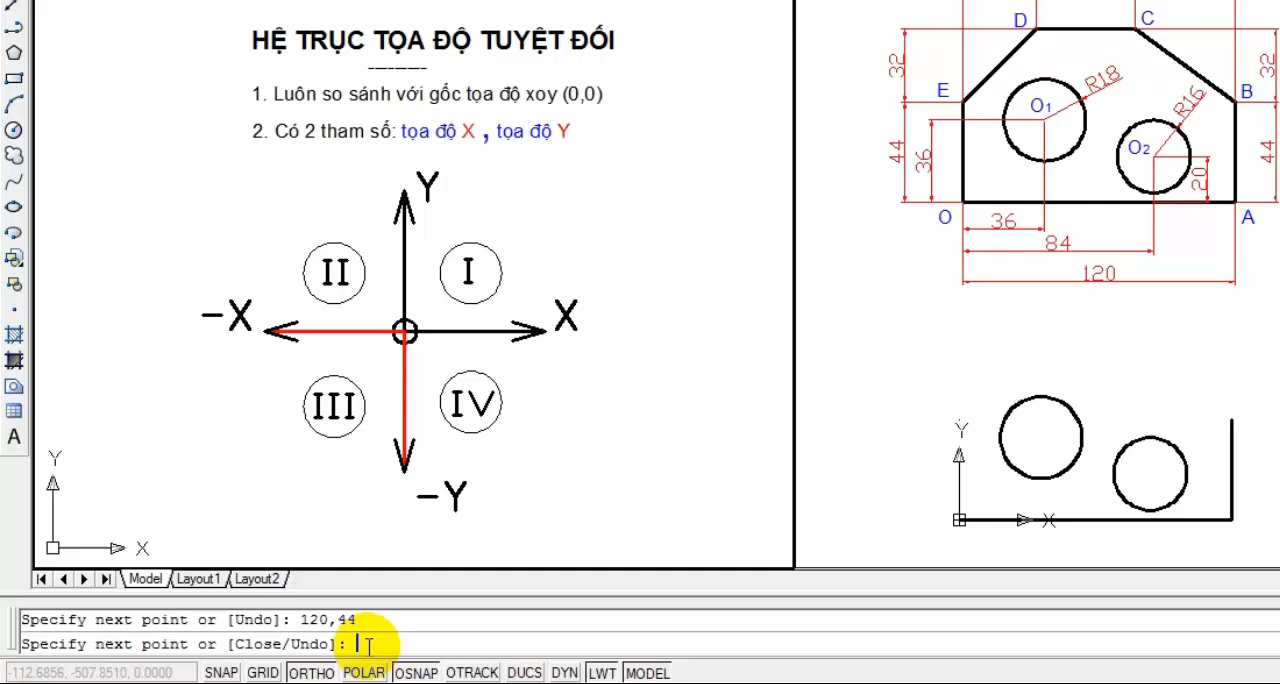 HỆ TRỤC TỌA ĐỘ TUYỆT ĐỐI
1. Luôn so sánh với gốc tọa độ xoy (0,0)
2. Có 2 tham số: tọa độ X , tọa độ Y
Y
II
I
-X
X
III
IV
-Y
Y
X
D
C
32
32
E
B
R18
O1
R16
O2
44
36
44
20
O
A
36
84
120
Y
X
A
Model
Layout1
Layout2
Specify next point or [Undo]: 120,44
Specify next point or [Close/Undo]:
-112.6856, -507.8510, 0.0000
SNAP GRID ORTHO POLAR OSNAP OTRACK DUCS DYN LWT MODEL